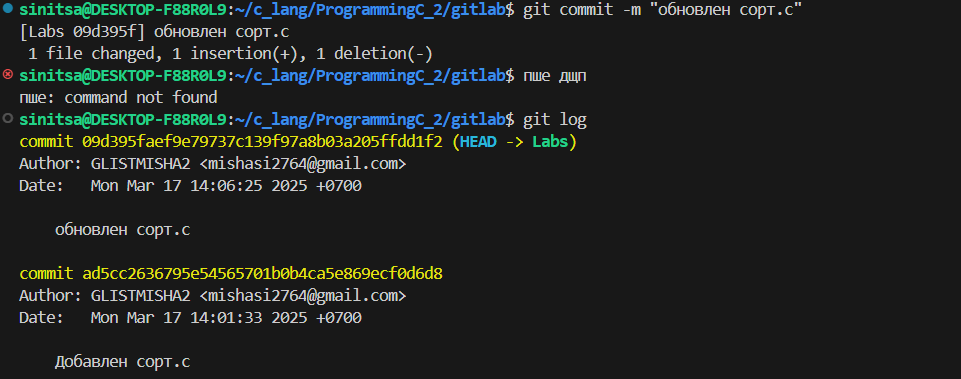 sinitsa@DESKTOP-F88R0L9:~/c_lang/ProgrammingC_2/gitlab$ git commit -m "обновлен сорт.c"
[Labs 09d395f] обновлен сорт.c
 1 file changed, 1 insertion(+), 1 deletion(-)
sinitsa@DESKTOP-F88R0L9:~/c_lang/ProgrammingC_2/gitlab$ пше дщп
пше: command not found
sinitsa@DESKTOP-F88R0L9:~/c_lang/ProgrammingC_2/gitlab$ git log
commit 09d395faef9e79737c139f97a8b03a205ffdd1f2 (HEAD -> Labs)
Author: GLISTMISHA2 <mishasi2764@gmail.com>
Date:   Mon Mar 17 14:06:25 2025 +0700

    обновлен сорт.c

commit ad5cc2636795e54565701b0b4ca5e869ecf0d6d8
Author: GLISTMISHA2 <mishasi2764@gmail.com>
Date:   Mon Mar 17 14:01:33 2025 +0700

    Добавлен сорт.c